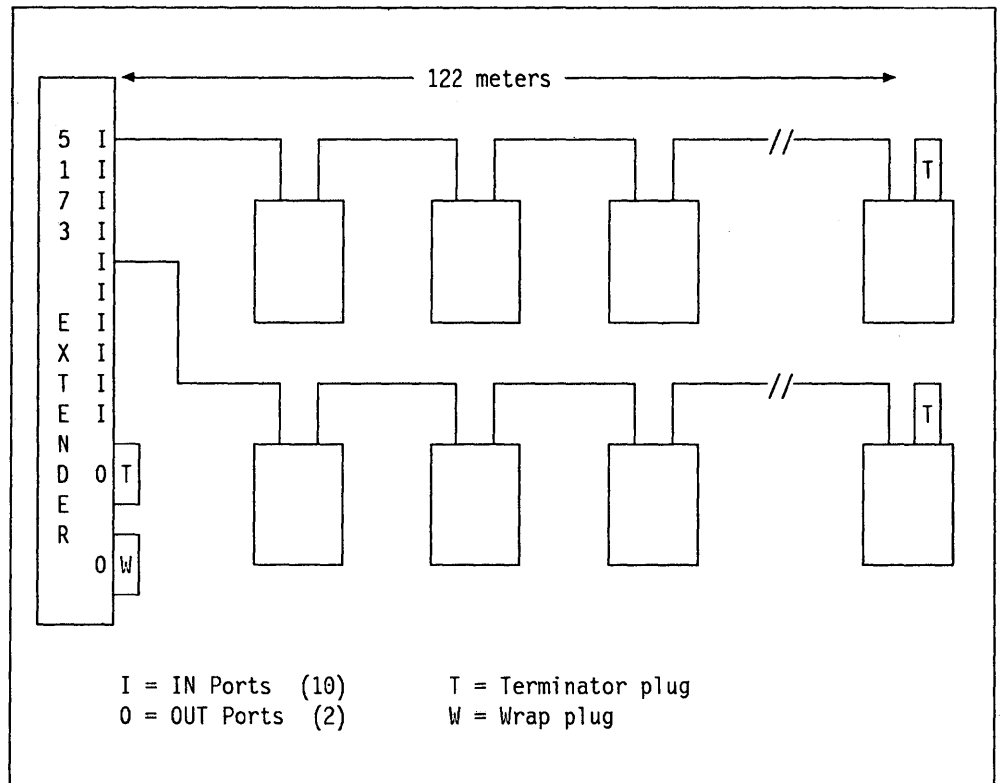 122 meters
5 I
1 I
7 I
3 I
I
I
E I
X I
T I
E I
N
D O T
E
R
O W
T
T
I = IN Ports (10) T = Terminator plug
O = OUT Ports (2) W = Wrap plug